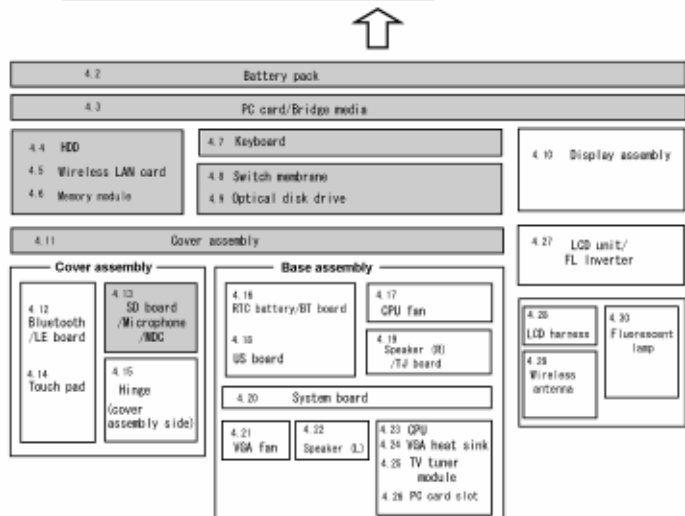 4.2 Battery pack
4.3 PC card/Bridge media
4.4 HDD
4.5 Wireless LAN card
4.6 Memory module
4.7 Keyboard
4.8 Switch membrane
4.9 Optical disk drive
4.10 Display assembly
4.11 Cover assembly
4.27 LCD unit/
FL Inverter
Cover assembly
4.12
Bluetooth
/LE board
4.14
Touch pad
4.13
SD board
/Microphone
/MDC
4.15
Hinge
(cover
assembly side)
Base assembly
4.16
RTC battery/BT board
4.18
US board
4.17
CPU fan
4.19
Speaker (R)
/TJ board
4.20 System board
4.21
VGA fan
4.22
Speaker (L)
4.23 CPU
4.24 VGA heat sink
4.25 TV tuner
module
4.26 PC card slot
4.28
LCD harness
4.29
Wireless
antenna
4.30
Fluorescent
lamp